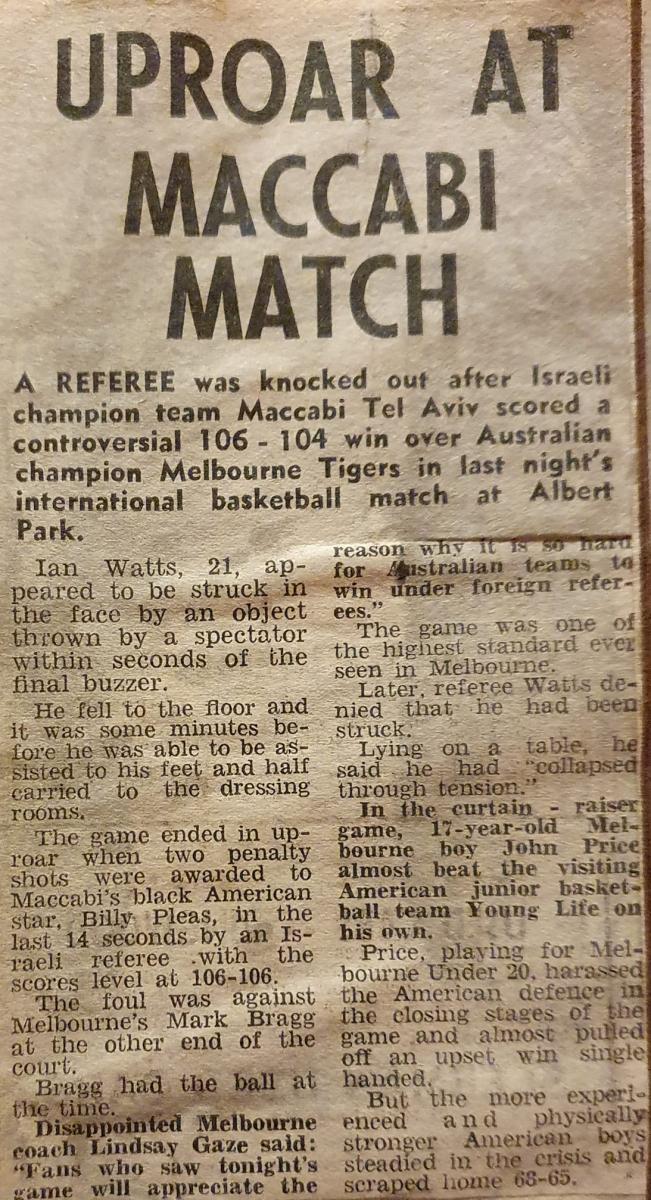 UPROAR AT
MACCABI
MATCH
A REFEREE was knocked out after Israeli
champion team Maccabi Tel Aviv scored a
controversial 106 - 104 win over Australian
champion Melbourne Tigers in last night's
international basketball match at Albert
Park.
Ian Watts, 21, ap-
peared to be struck in
the face by an object
thrown by a spectator
within seconds of the
final buzzer.
He fell to the floor and
it was some minutes be-
fore he was able to be as-
sisted to his feet and half
carried to the dressing
rooms.
The game ended in up-
roar when two penalty
shots were awarded to
Maccabi's black American
star, Billy Pleas, in the
last 14 seconds by an Is-
raeli referee with the
scores level at 106-106.
The foul was against
Melbourne's Mark Bragg
at the other end of the
court.
Bragg had the ball at
the time.
Disappointed Melbourne
coach Lindsay Gaze said:
"Fans who saw tonight's
game will appreciate the
reason why it is so hard
for Australian teams to
win under foreign refer-
ees."
The game was one of
the highest standard ever
seen in Melbourne.
Later, referee Watts de-
nied that he had been
struck.
Lying on a table, he
said he had "collapsed
through tension."
In the curtain - raiser
game, 17-year-old Mel-
bourne boy John Price
almost beat the visiting
American junior basket-
ball team Young Life on
his own.
Price, playing for Mel-
bourne Under 20, harassed
the American defence in
the closing stages of the
game and almost pulled
off an upset win single
handed.
But the more experi-
enced and physically
stronger American boys
steadied in the crisis and
scraped home 68-65.